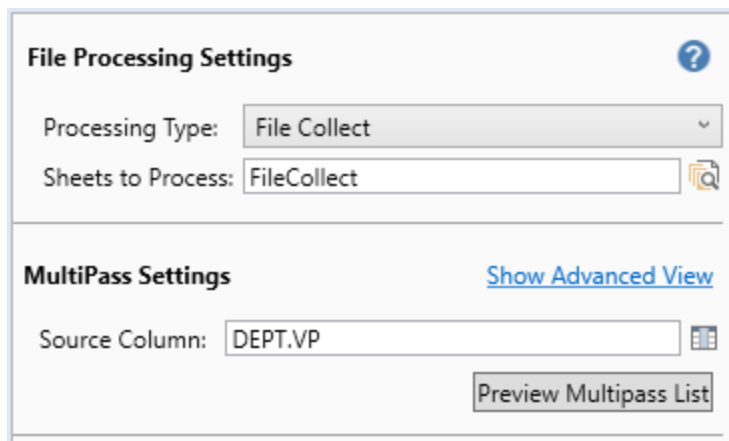 File Processing Settings
Processing Type: File Collect
Sheets to Process: FileCollect
MultiPass Settings Show Advanced View
Source Column: DEPT.VP
Preview Multipass List